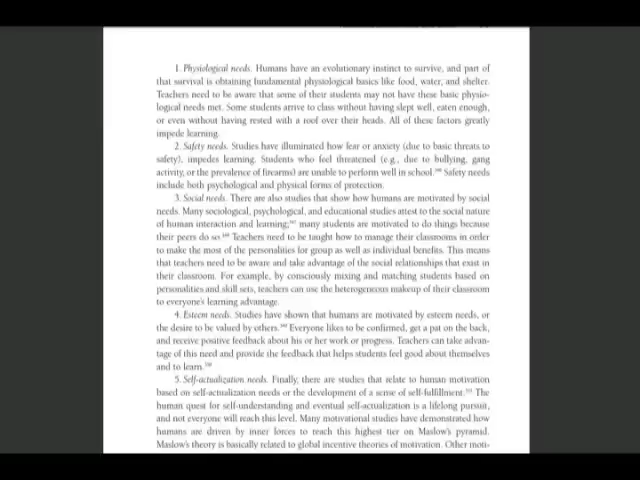 1. Physiological needs. Humans have an evolutionary instinct to survive, and part of
that survival is obtaining fundamental physiological basics like food, water, and shelter.
Teachers need to be aware that some of their students may not have these basic physio-
logical needs met. Some students arrive to class without having slept well, eaten enough,
or even without having rested with a roof over their heads. All of these factors greatly
impede learning.
2. Safety needs. Studies have illuminated how fear or anxiety (due to basic threats to
safety), impedes learning. Students who feel threatened (e.g., due to bullying, gang
activity, or the prevalence of firearms) are unable to perform well in school. Safety needs
include both psychological and physical forms of protection.
3. Social needs. There are also studies that show how humans are motivated by social
needs. Many sociological, psychological, and educational studies attest to the social nature
of human interaction and learning; many students are motivated to do things because
their peers do so. Teachers need to be taught how to manage their classrooms in order
to make the most of the personalities for group as well as individual benefits. This means
that teachers need to be aware and take advantage of the social relationships that exist in
their classroom. For example, by consciously mixing and matching students based on
personalities and skill sets, teachers can use the heterogeneous makeup of their classroom
to everyone's learning advantage.
4. Esteem needs. Studies have shown that humans are motivated by esteem needs, or
the desire to be valued by others. Everyone likes to be confirmed, get a pat on the back,
and receive positive feedback about his or her work or progress. Teachers can take advan-
tage of this need and provide the feedback that helps students feel good about themselves
and to learn.
5. Self-actualization needs. Finally, there are studies that relate to human motivation
based on self-actualization needs or the development of a sense of self-fulfillment. The
human quest for self-understanding and eventual self-actualization is a lifelong pursuit,
and not everyone will reach this level. Many motivational studies have demonstrated how
humans are driven by inner forces to reach this highest tier on Maslow's pyramid.
Maslow's theory is basically related to global incentive theories of motivation. Other moti-